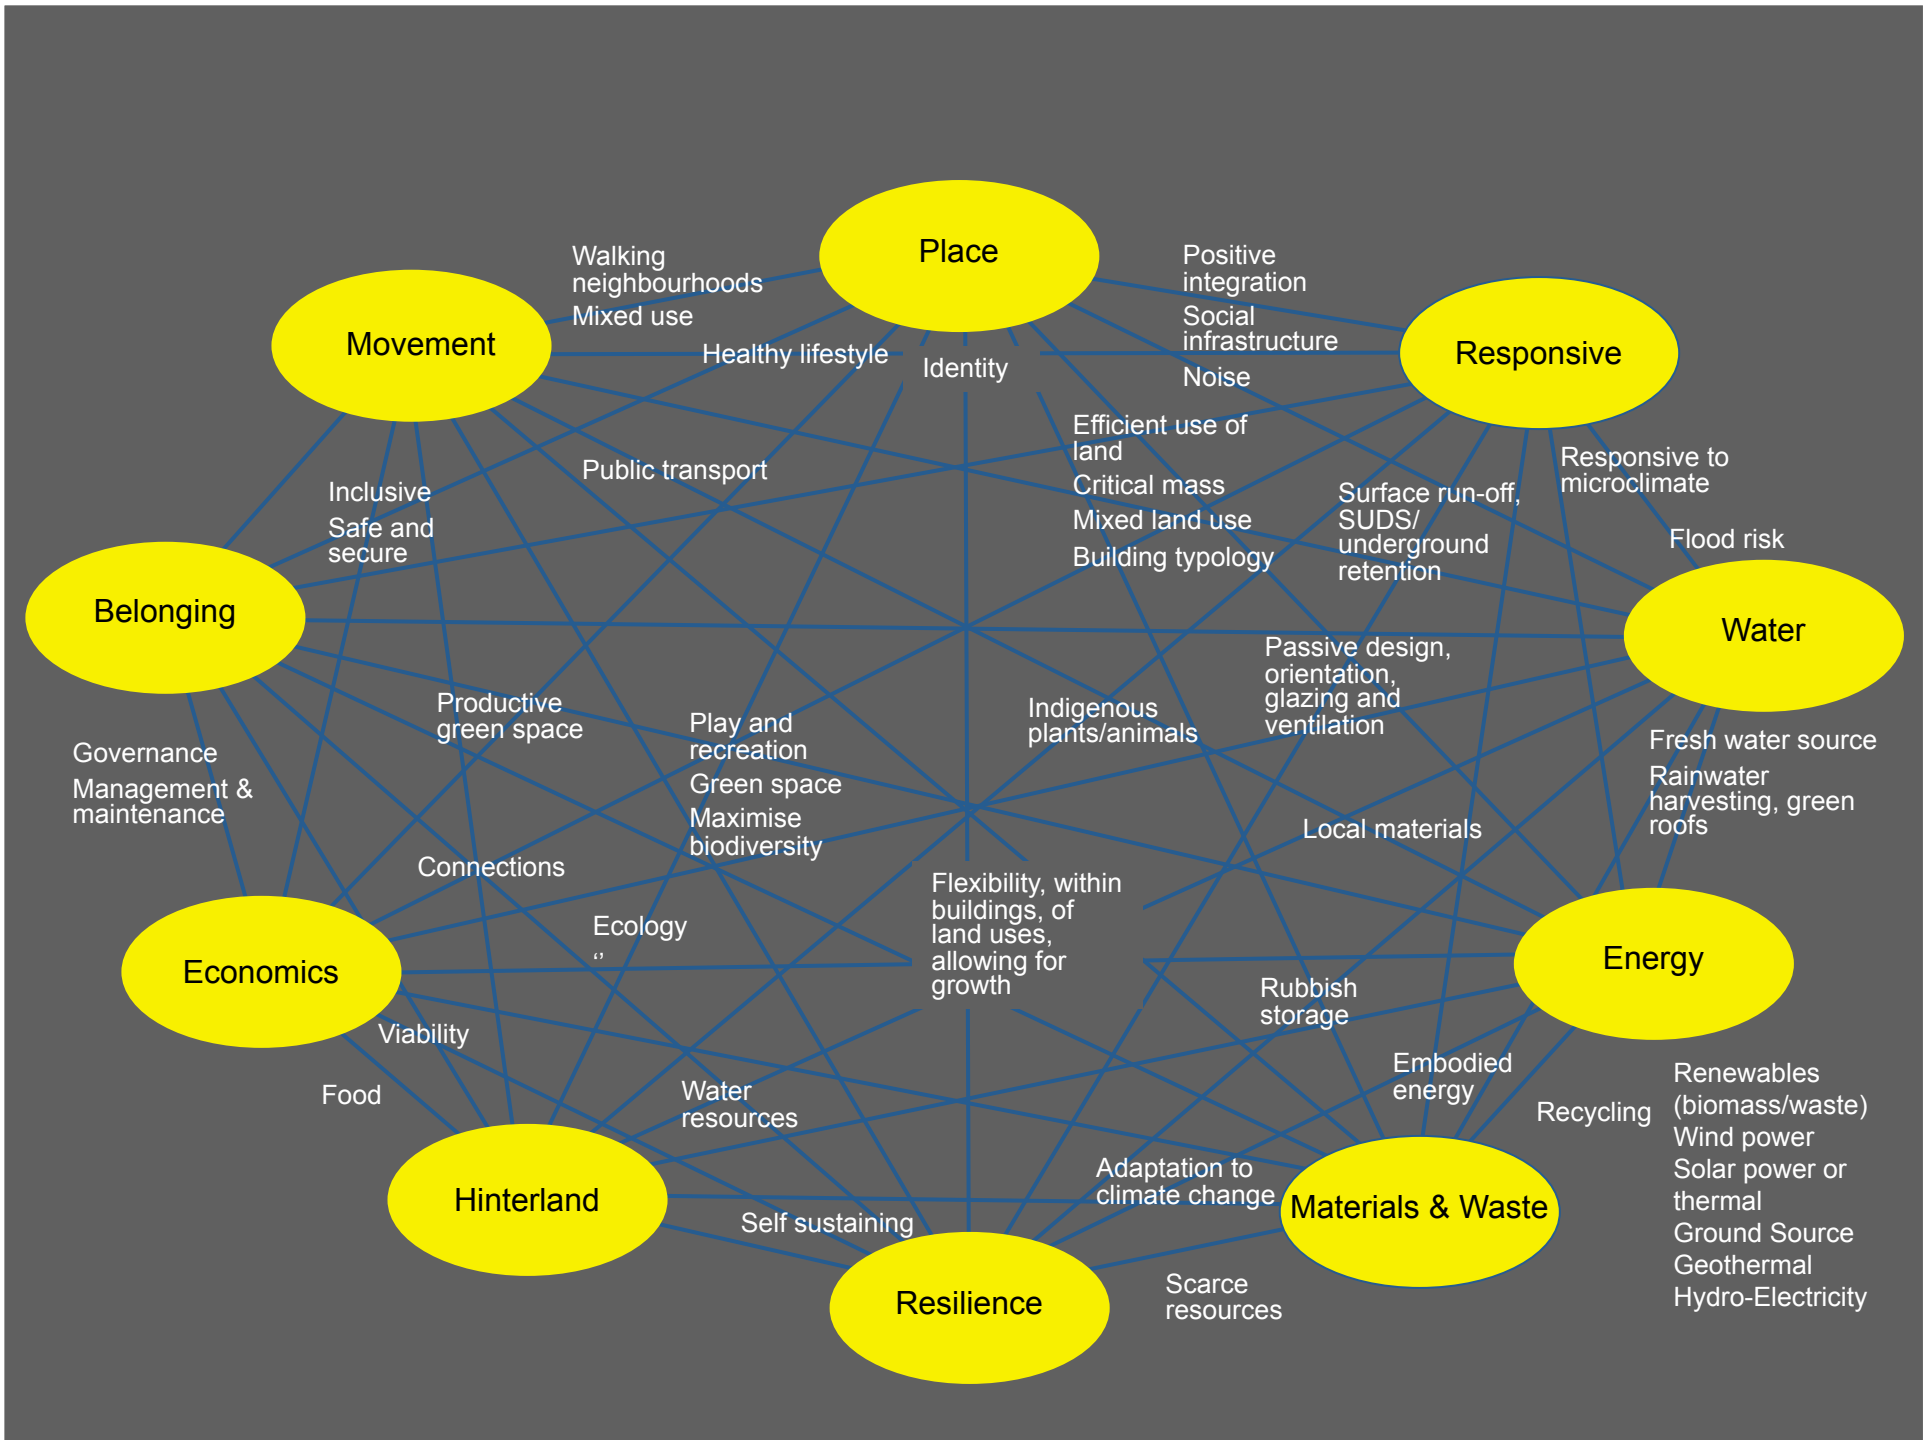 Place
Walking
neighbourhoods
Mixed use
Positive
integration
Social
infrastructure
Noise
Movement
Healthy lifestyle
Identity
Responsive
Efficient use of
land
Critical mass
Mixed land use
Building typology
Public transport
Inclusive
Safe and
secure
Surface run-off,
SUDS/
underground
retention
Responsive to
microclimate
Flood risk
Belonging
Water
Passive design,
orientation,
glazing and
ventilation
Productive
green space
Play and
recreation
Green space
Maximise
biodiversity
Indigenous
plants/animals
Governance
Management &
maintenance
Fresh water source
Rainwater
harvesting, green
roofs
Local materials
Connections
Flexibility, within
buildings, of
land uses,
allowing for
growth
Ecology
‘’
Economics
Energy
Rubbish
storage
Viability
Food
Water
resources
Embodied
energy
Recycling
Renewables
(biomass/waste)
Wind power
Solar power or
thermal
Ground Source
Geothermal
Hydro-Electricity
Hinterland
Adaptation to
climate change
Materials & Waste
Self sustaining
Resilience
Scarce
resources